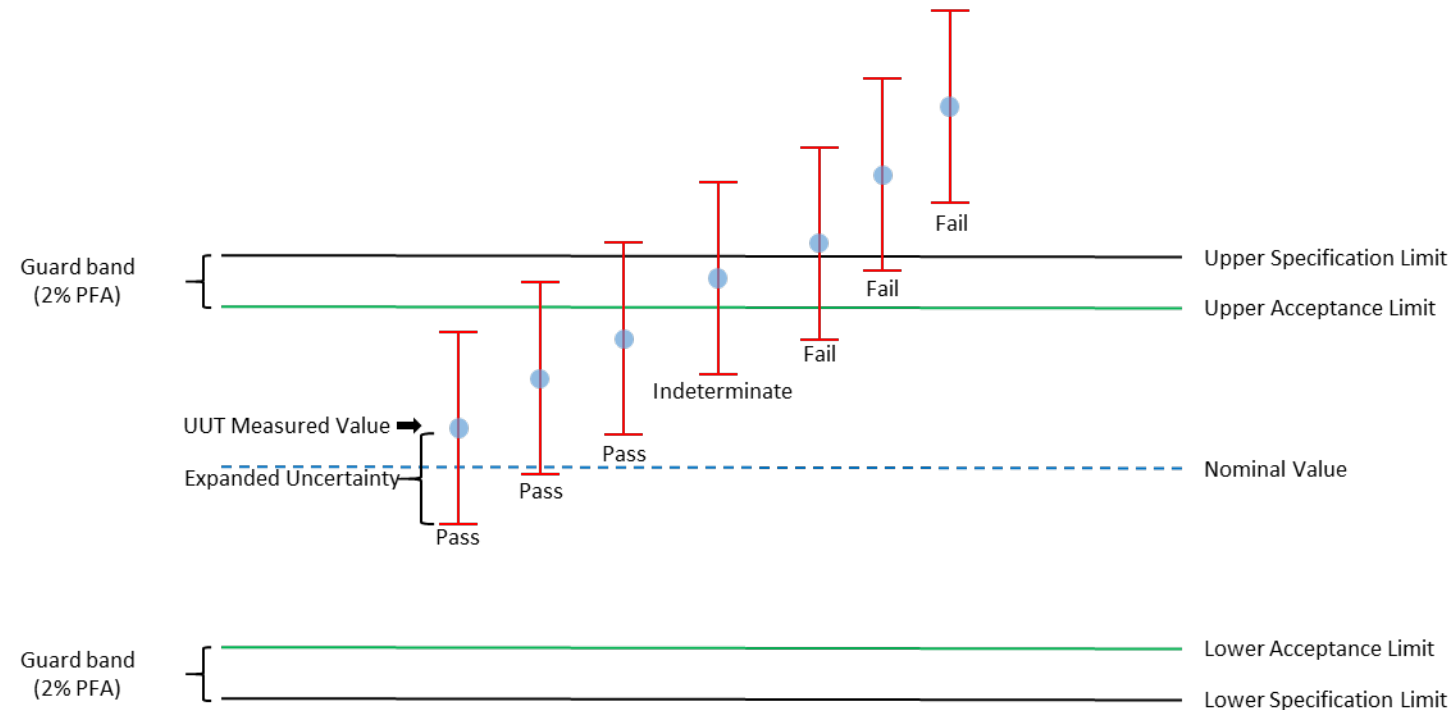 Fail
Guard band
(2% PFA)
Upper Specification Limit
Fail
Upper Acceptance Limit
Fail
Indeterminate
UUT Measured Value
Pass
Nominal Value
Expanded Uncertainty
Pass
Pass
Guard band
(2% PFA)
Lower Acceptance Limit
Lower Specification Limit